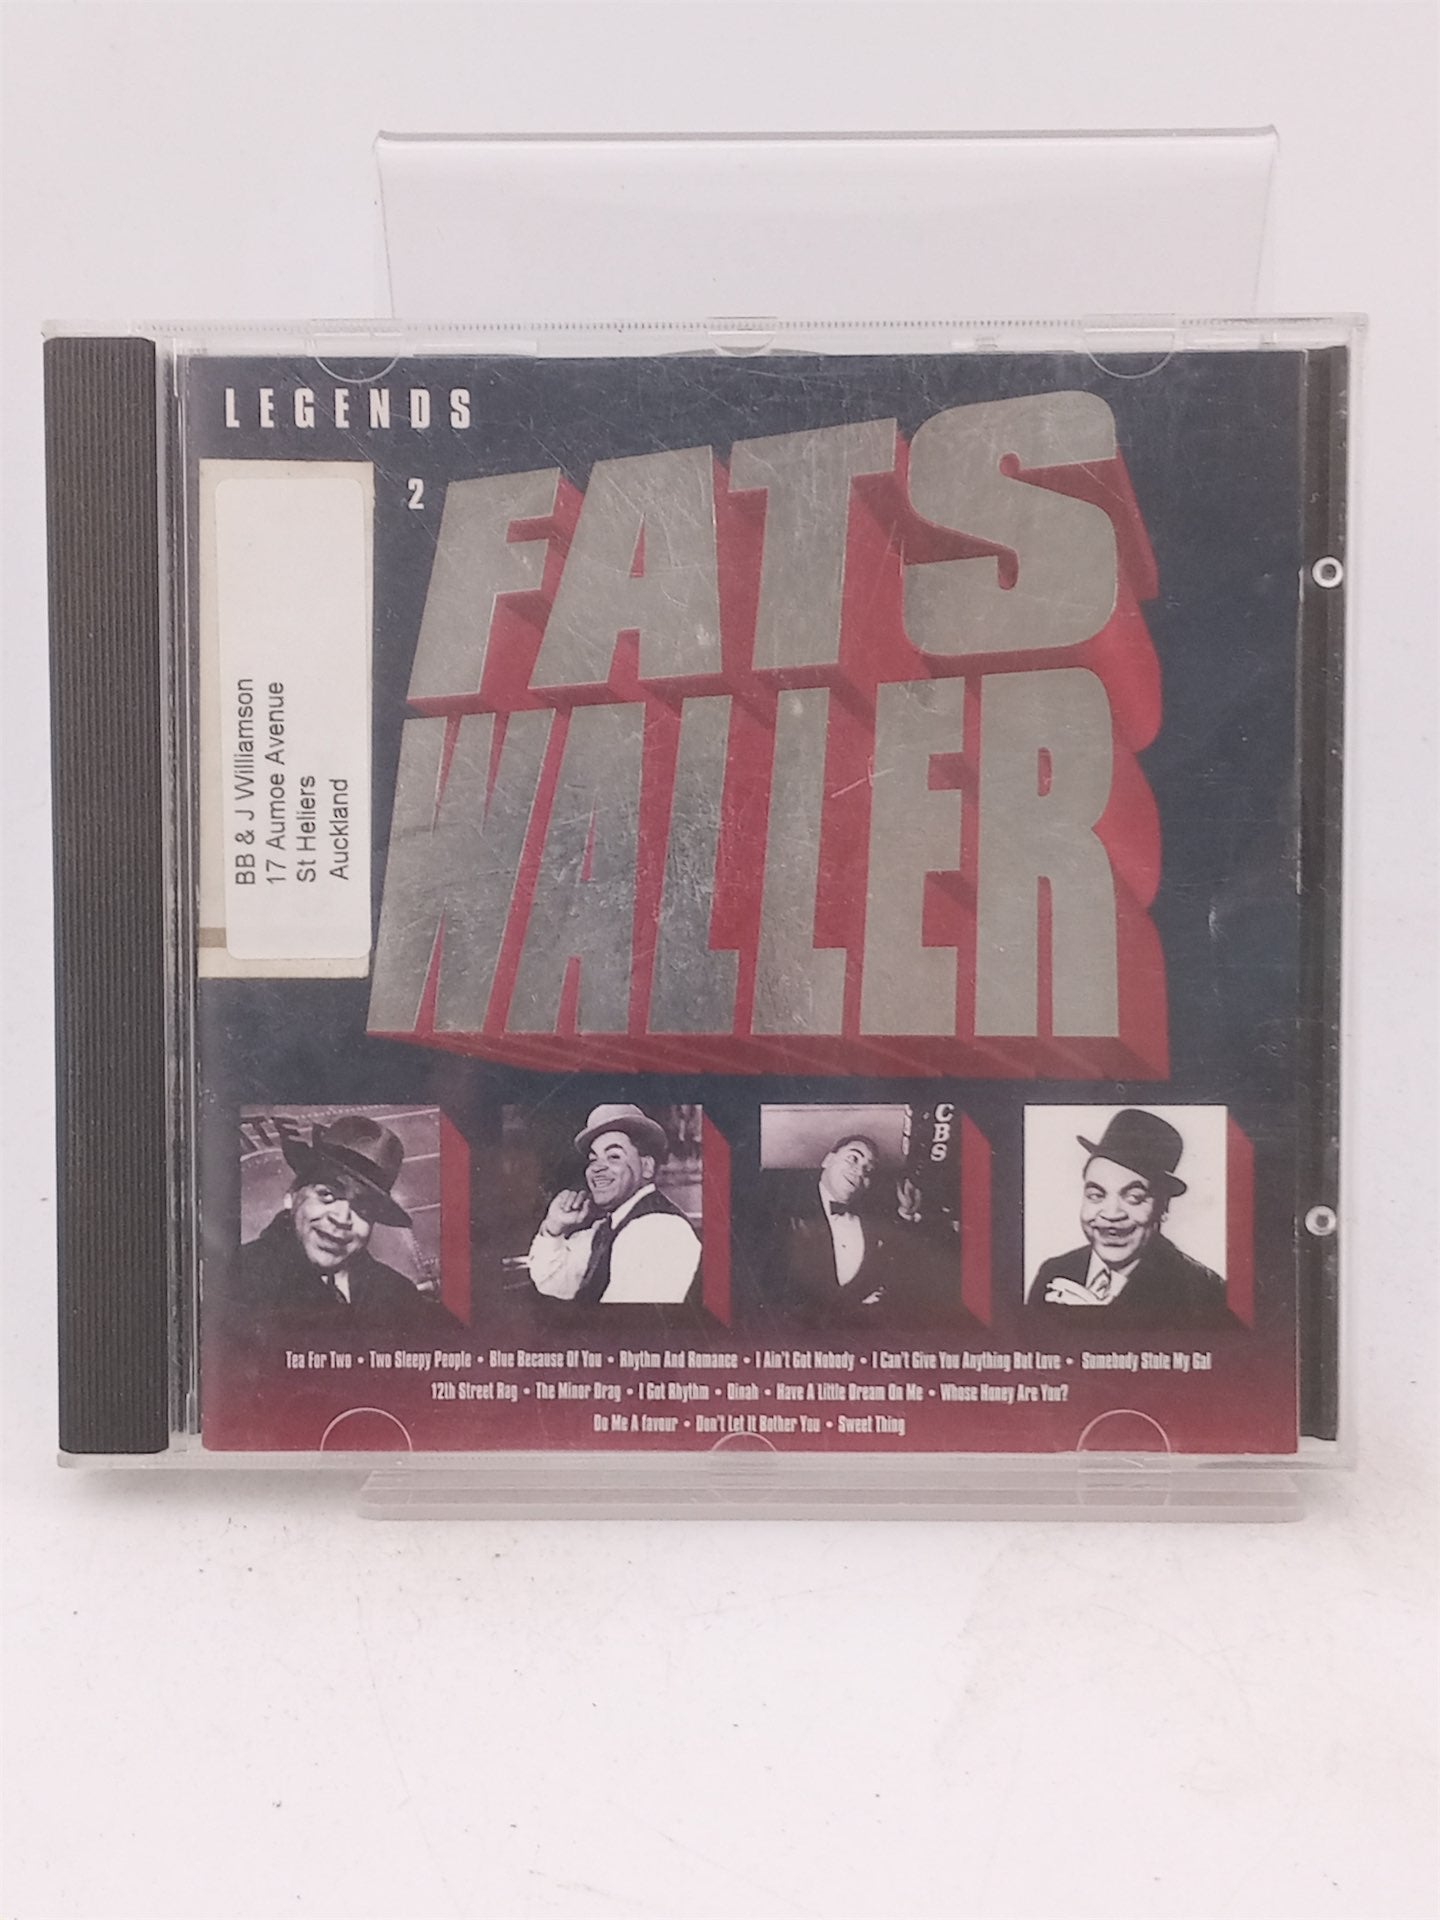 LEGENDS
2
FATS
WALLER
BB & J Williamson
17 Aumoe Avenue
St Heliers
Auckland
CBS
Tea For Two • Two Sleepy People • Blue Because Of You • Rhythm And Romance • I Ain't Got Nobody • I Can't Give You Anything But Love • Somebody Stole My Gal
12th Street Rag • The Minor Drag • I Got Rhythm • Dinah • Have A Little Dream On Me • Whose Honey Are You?
Do Me A favour • Don't Let It Bother You • Sweet Thing